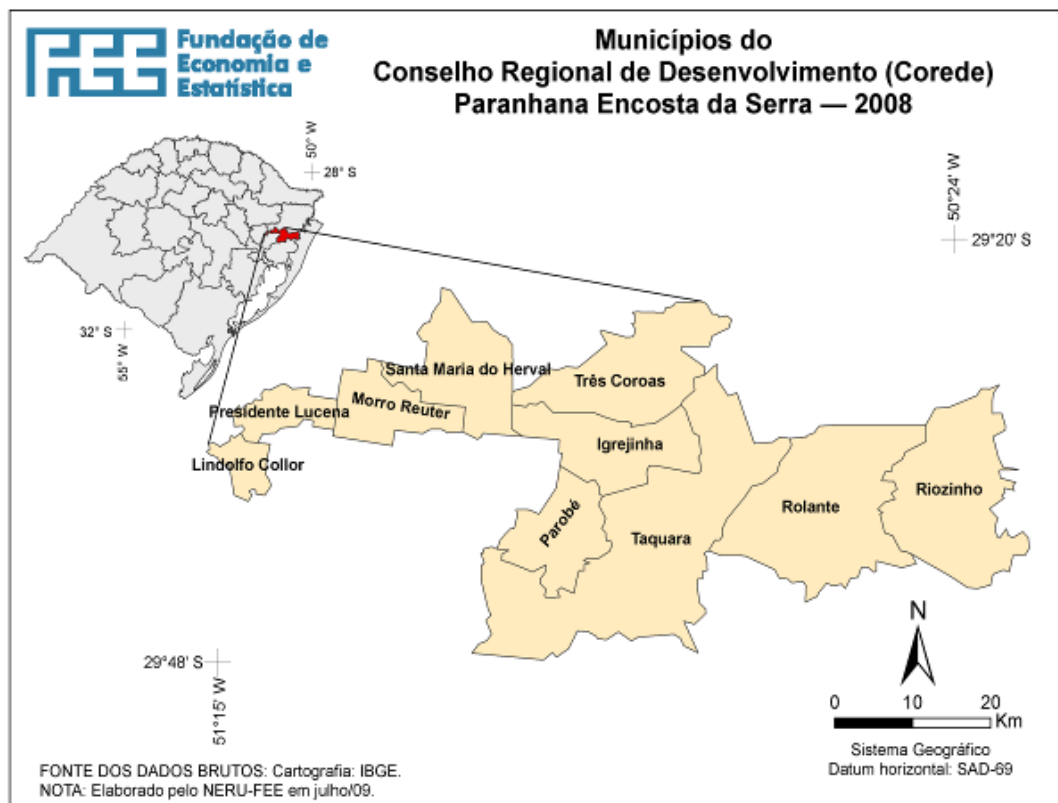 FEE
Fundação de
Economia e
Estatística
Municípios do
Conselho Regional de Desenvolvimento (Corede)
Paranhana Encosta da Serra — 2008
50° W
28° S
50° 24' W
29°20' S
32° S
55° W
Santa Maria do Herval
Três Coroas
Presidente Lucena
Morro Reuter
Igrejinha
Lindolfo Collor
Riozinho
Parobé
Rolante
Taquara
N
29°48' S
51°15' W
0 10 20
Km
Sistema Geográfico
Datum horizontal: SAD-69
FONTE DOS DADOS BRUTOS: Cartografia: IBGE.
NOTA: Elaborado pelo NERU-FEE em julho/09.